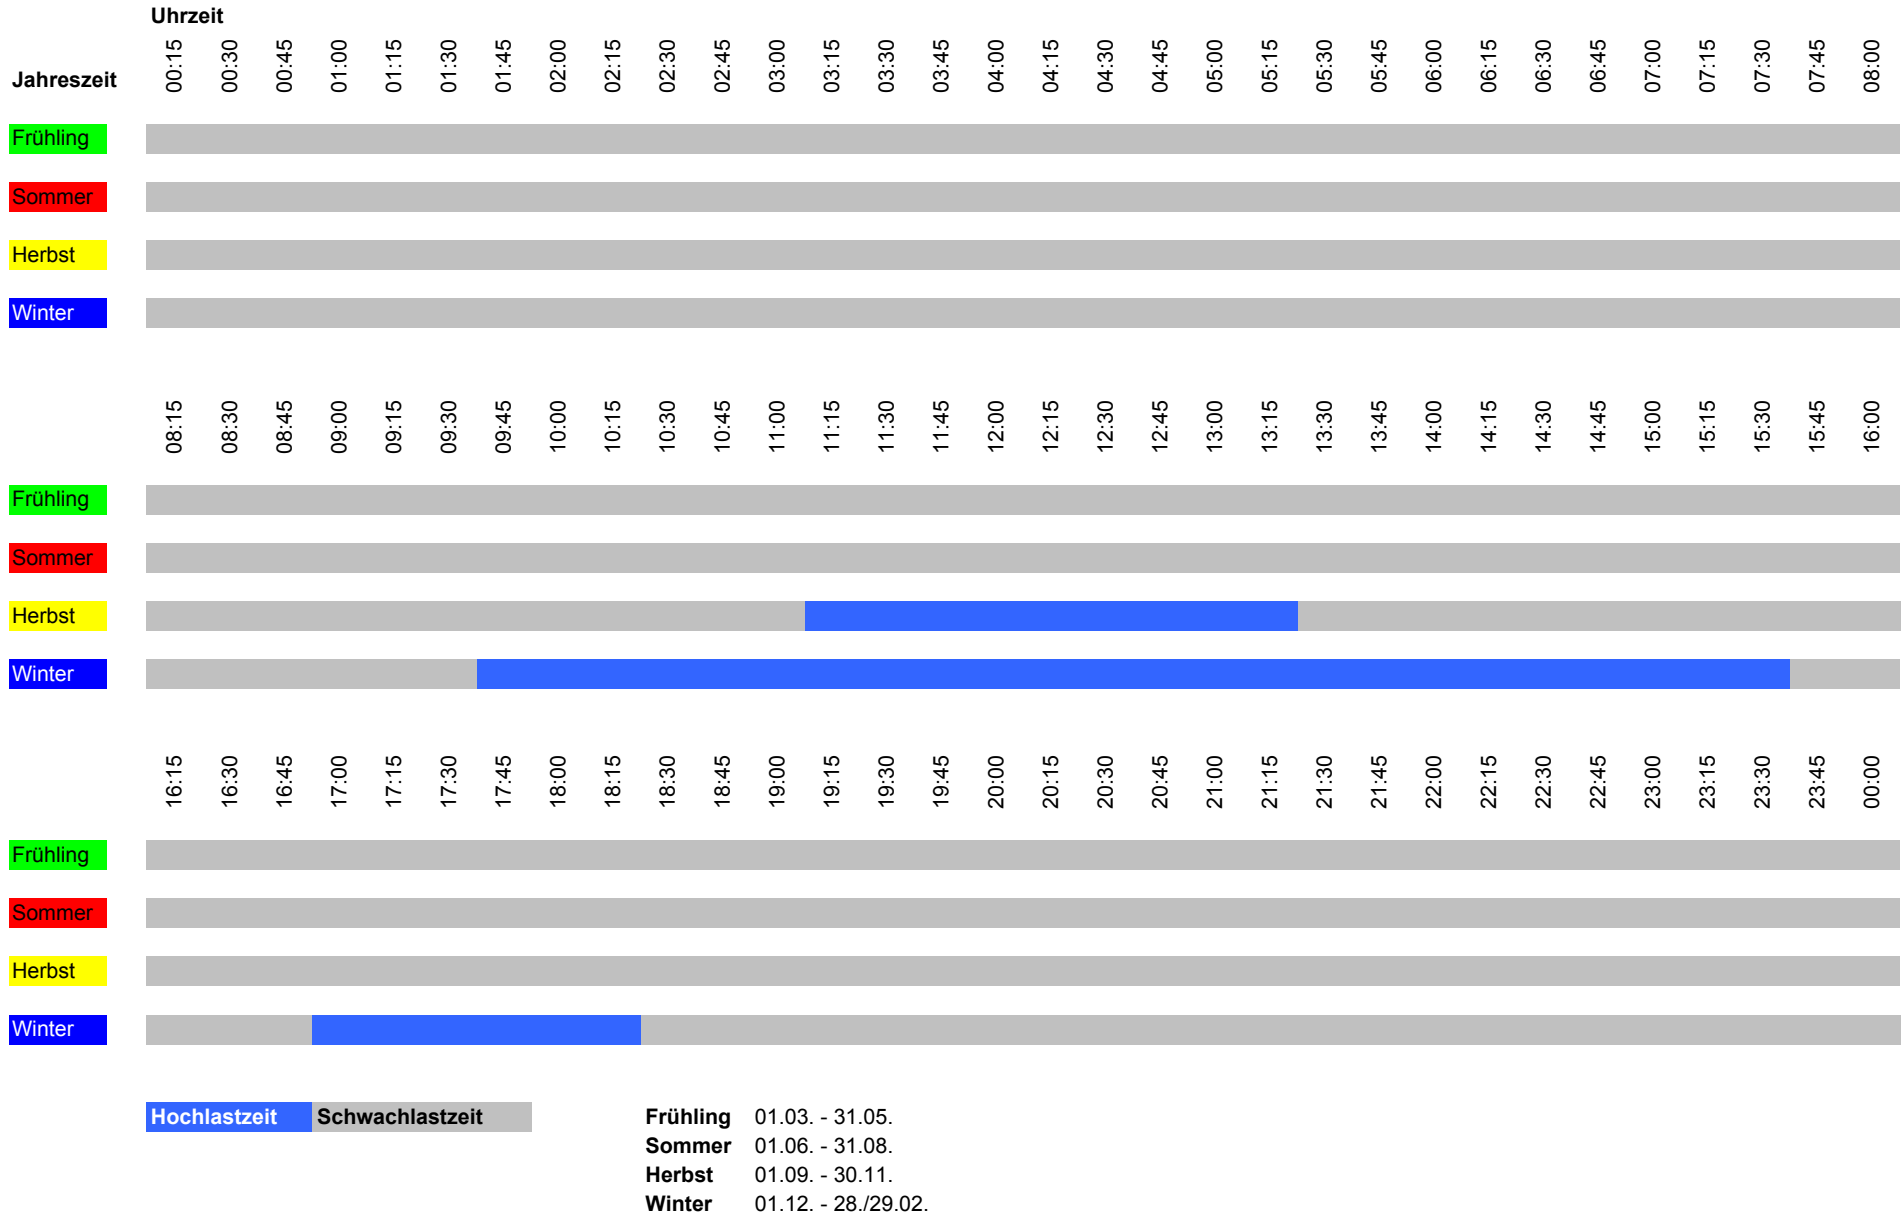 Uhrzeit
Jahreszeit 00:15 00:30 00:45 01:00 01:15 01:30 01:45 02:00 02:15 02:30 02:45 03:00 03:15 03:30 03:45 04:00 04:15 04:30 04:45 05:00 05:15 05:30 05:45 06:00 06:15 06:30 06:45 07:00 07:15 07:30 07:45 08:00
Frühling
Sommer
Herbst
Winter
08:15 08:30 08:45 09:00 09:15 09:30 09:45 10:00 10:15 10:30 10:45 11:00 11:15 11:30 11:45 12:00 12:15 12:30 12:45 13:00 13:15 13:30 13:45 14:00 14:15 14:30 14:45 15:00 15:15 15:30 15:45 16:00
Frühling
Sommer
Herbst
Winter
16:15 16:30 16:45 17:00 17:15 17:30 17:45 18:00 18:15 18:30 18:45 19:00 19:15 19:30 19:45 20:00 20:15 20:30 20:45 21:00 21:15 21:30 21:45 22:00 22:15 22:30 22:45 23:00 23:15 23:30 23:45 00:00
Frühling
Sommer
Herbst
Winter
Hochlastzeit Schwachlastzeit Frühling 01.03. - 31.05.
Sommer 01.06. - 31.08.
Herbst 01.09. - 30.11.
Winter 01.12. - 28./29.02.